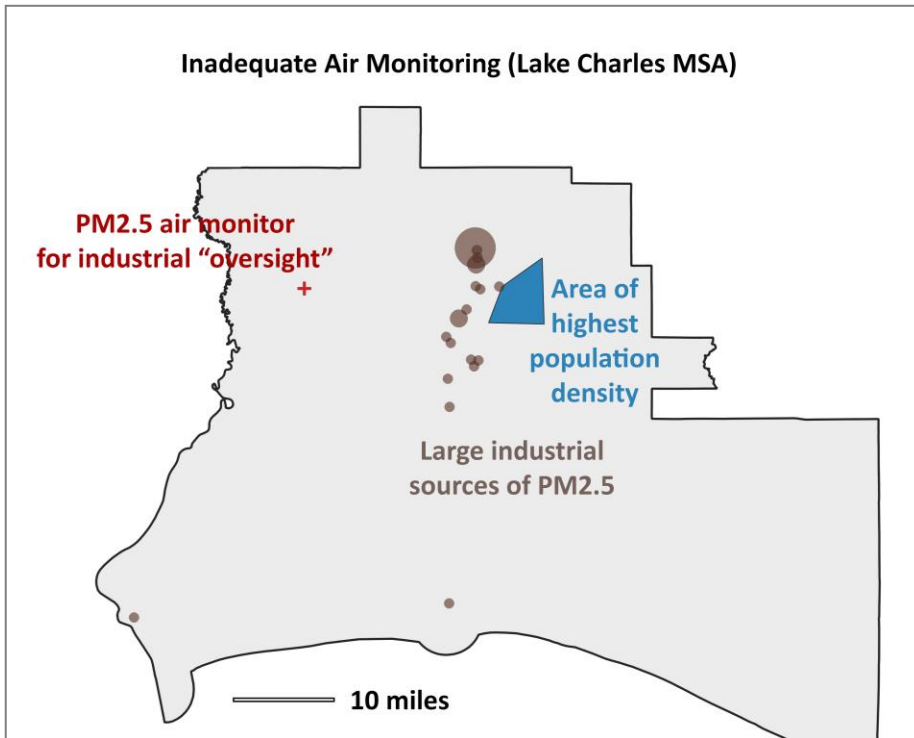 Inadequate Air Monitoring (Lake Charles MSA)
PM2.5 air monitor
for industrial “oversight”
Area of
highest
population
density
Large industrial
sources of PM2.5
10 miles